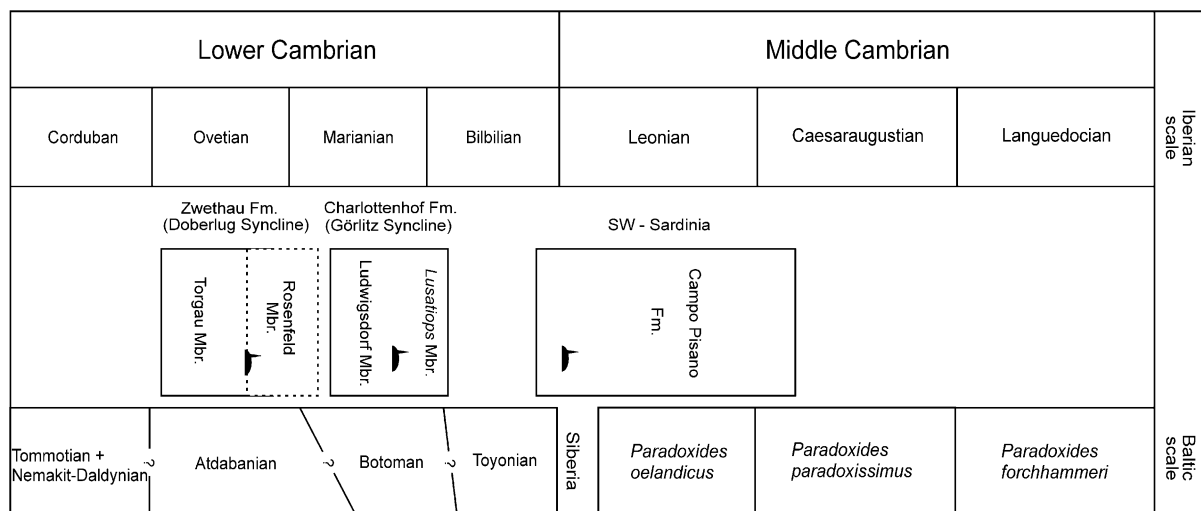 Lower Cambrian
Middle Cambrian
Corduban
Ovetian
Marianian
Bilbilian
Leonian
Caesaraugustian
Languedocian
Iberian
scale
Zwethau Fm.
(Doberlug Syncline)
Charlottenhof Fm.
(Görlitz Syncline)
SW - Sardinia
Torgau Mbr.
Rosenfeld
Mbr.
Ludwigsdorf Mbr.
Lusatiops Mbr.
Campo Pisano
Fm.
Tommotian +
Nemakit-Daldynian
?
Atdabanian
?
Botoman
?
Toyonian
Siberia
Paradoxides
oelandicus
Paradoxides
paradoxissimus
Paradoxides
forchhammeri
Baltic
scale